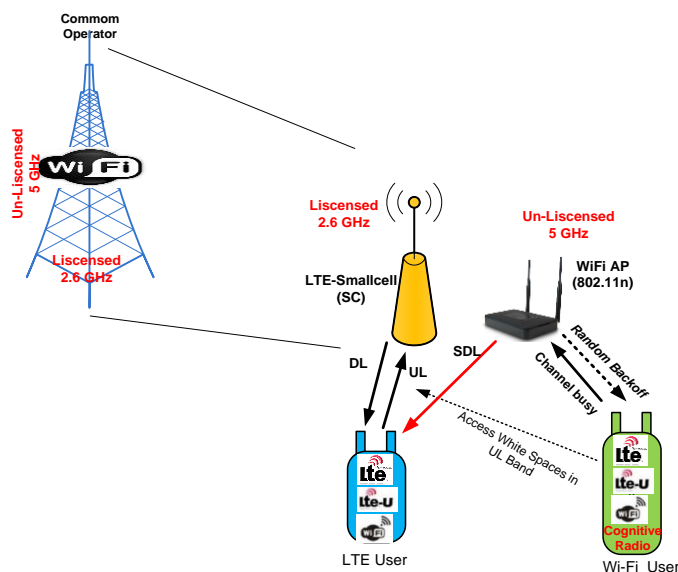 Commom
Operator
Un-Liscensed
5 GHz
Wi Fi
Liscensed
2.6 GHz
Liscensed
2.6 GHz
Un-Liscensed
5 GHz
LTE-Smallcell
(SC)
WiFi AP
(802.11n)
DL
UL
SDL
Random Backoff
Channel busy
Access White Spaces in
UL Band
lte
lte-U
WiFi
LTE User
lte
lte-U
WiFi
Cognitive
Radio
Wi-Fi User